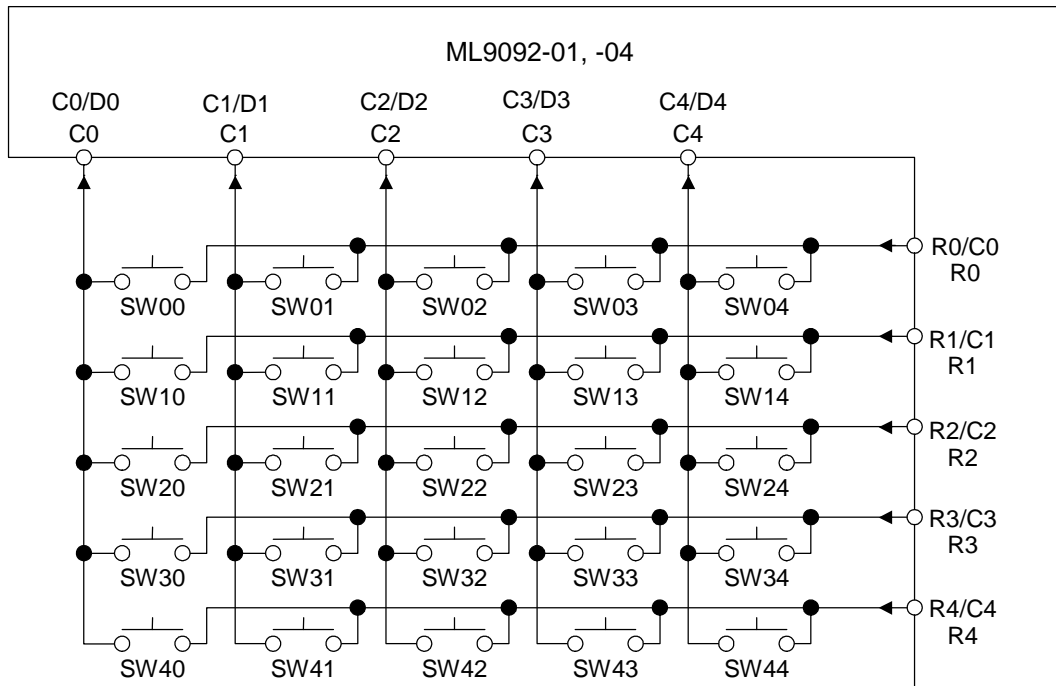 ML9092-01, -04
C0/D0 C1/D1 C2/D2 C3/D3 C4/D4
C0 C1 C2 C3 C4
R0/C0
R0
SW00 SW01 SW02 SW03 SW04
R1/C1
R1
SW10 SW11 SW12 SW13 SW14
R2/C2
R2
SW20 SW21 SW22 SW23 SW24
R3/C3
R3
SW30 SW31 SW32 SW33 SW34
R4/C4
R4
SW40 SW41 SW42 SW43 SW44